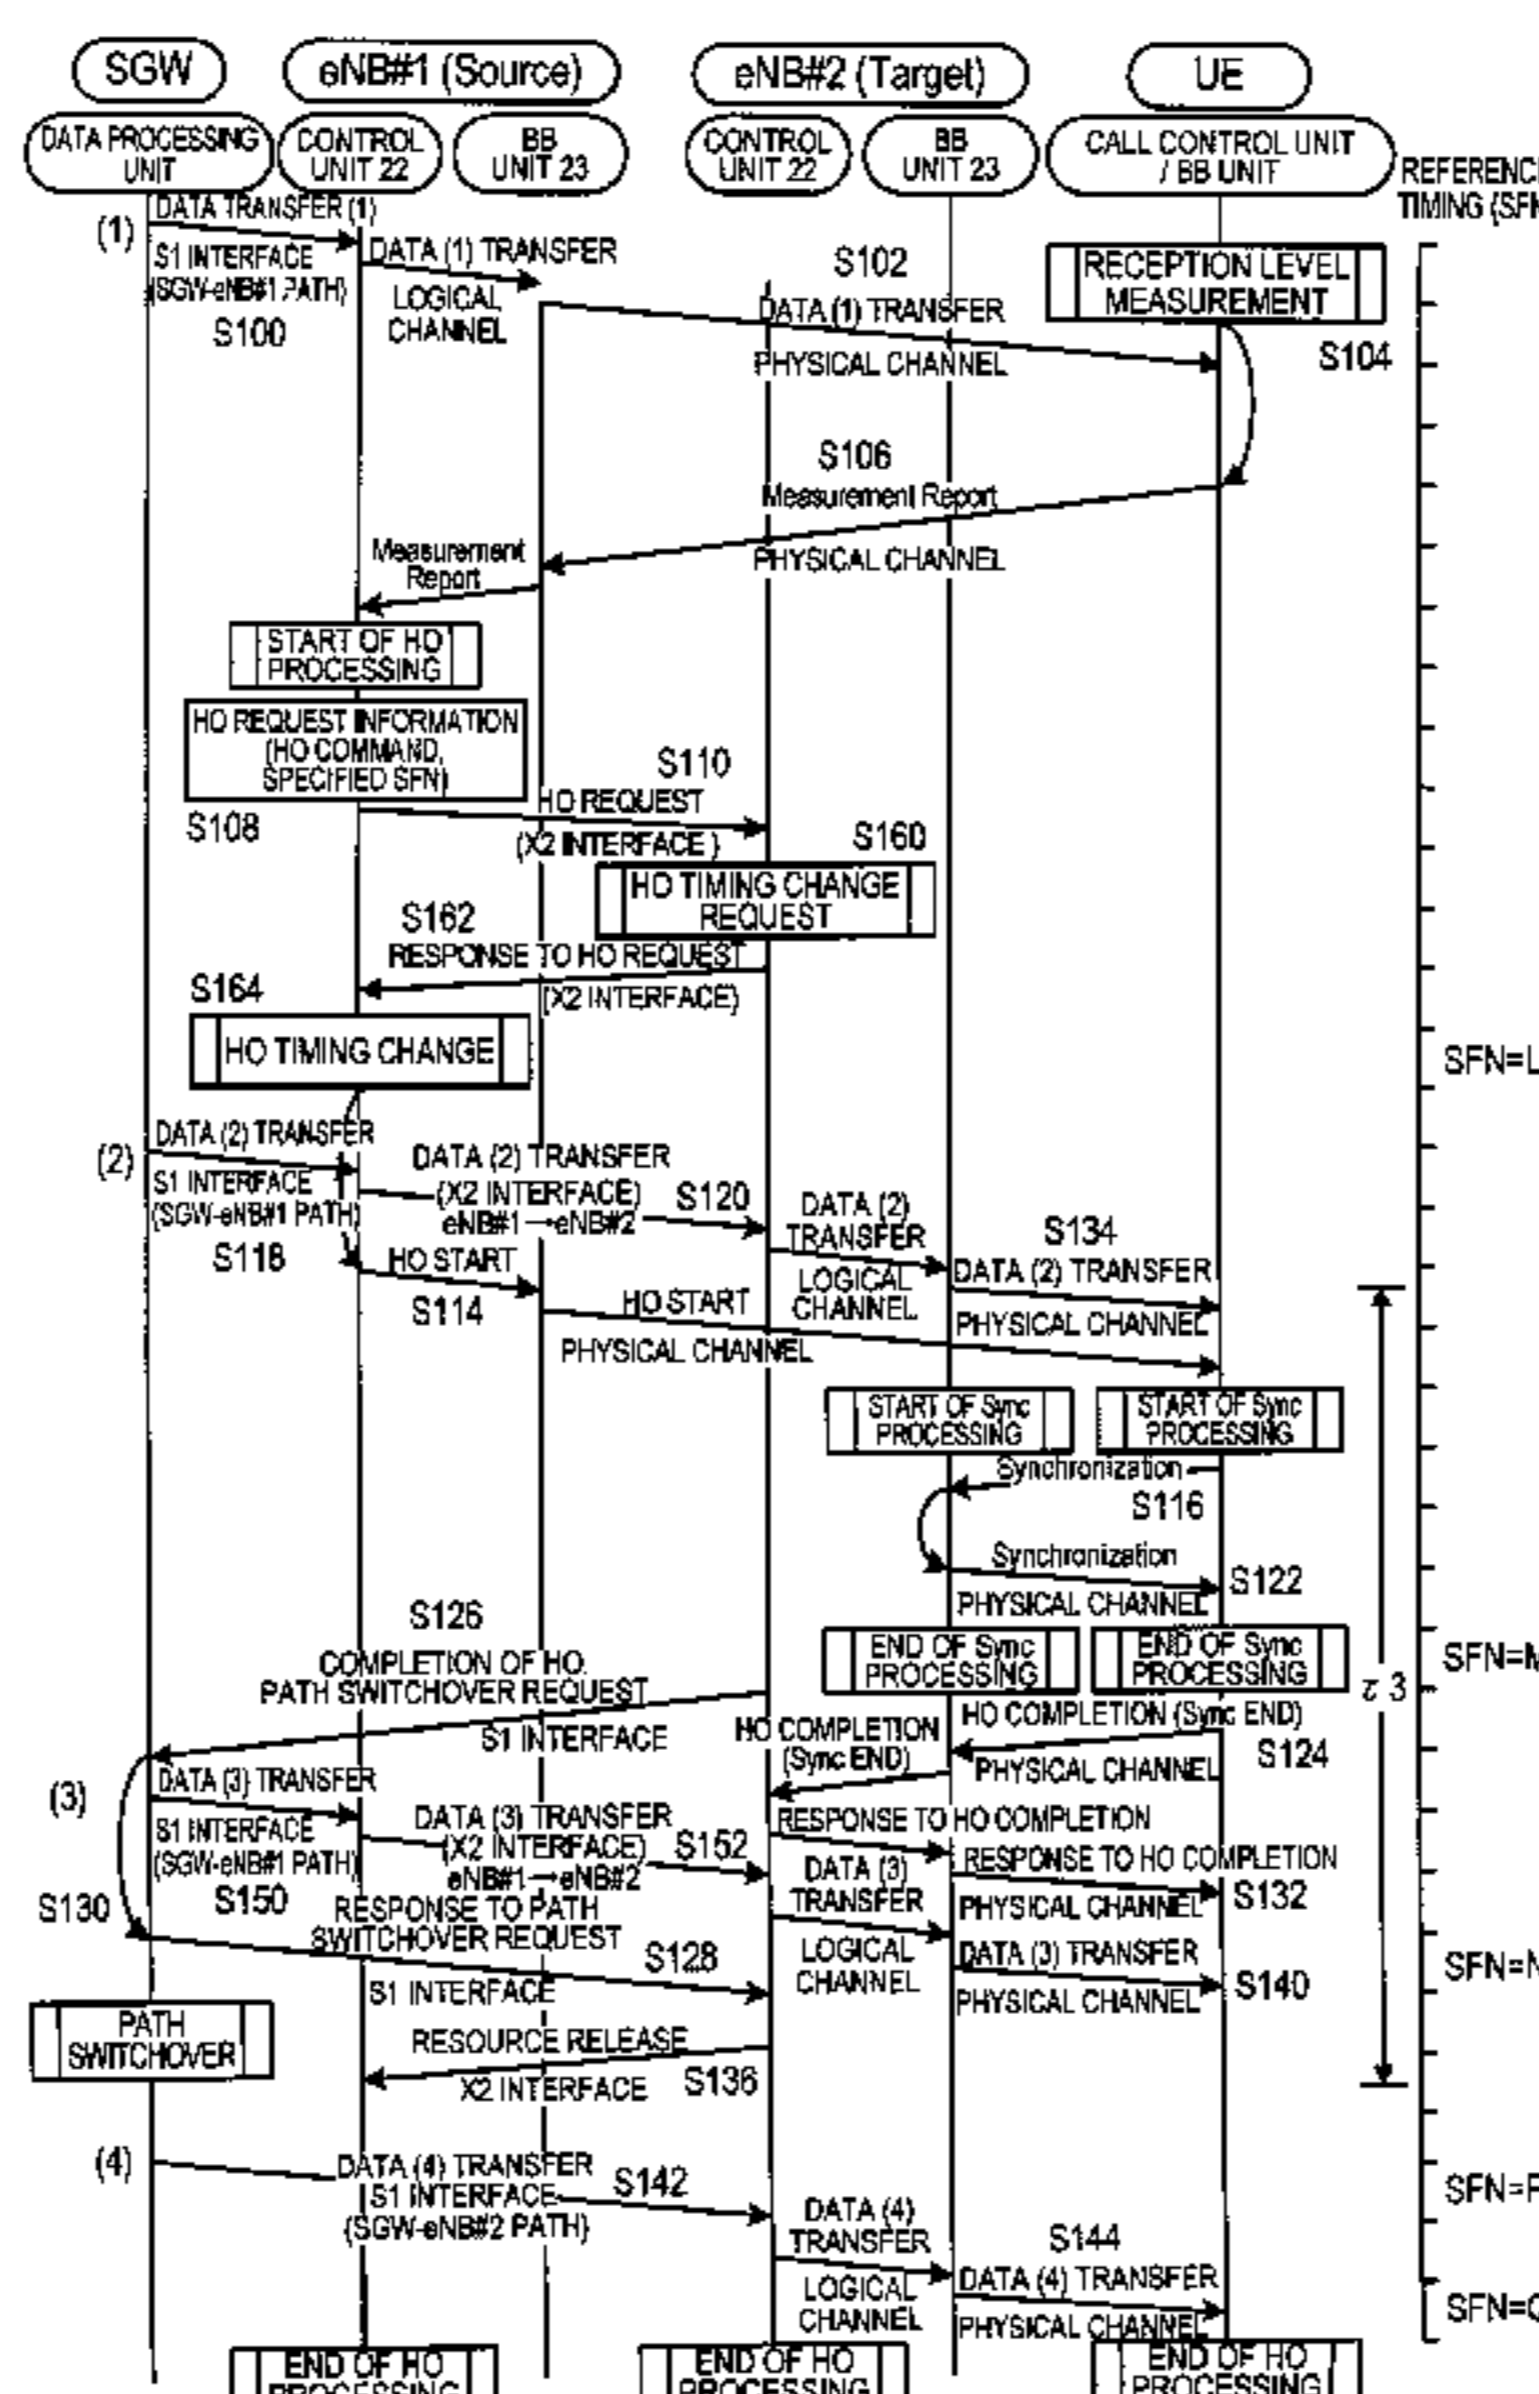 SGW
eNB#1 (Source)
eNB#2 (Target)
UE
DATA PROCESSING
UNIT
CONTROL
UNIT 22
BB
UNIT 23
CONTROL
UNIT 22
BB
UNIT 23
CALL CONTROL UNIT
/ BB UNIT
REFERENC
TIMING (SFN
(1)
DATA TRANSFER (1)
S1 INTERFACE
(SGW-eNB#1 PATH)
S100
DATA (1) TRANSFER
LOGICAL
CHANNEL
S102
DATA (1) TRANSFER
PHYSICAL CHANNEL
RECEPTION LEVEL
MEASUREMENT
S104
S106
Measurement Report
PHYSICAL CHANNEL
Measurement
Report
START OF HO
PROCESSING
HO REQUEST INFORMATION
(HO COMMAND,
SPECIFIED SFN)
S108
S110
HO REQUEST
(X2 INTERFACE )
S160
HO TIMING CHANGE
REQUEST
S162
RESPONSE TO HO REQUEST
(X2 INTERFACE)
S164
HO TIMING CHANGE
SFN=L
(2)
DATA (2) TRANSFER
S1 INTERFACE
(SGW-eNB#1 PATH)
S118
DATA (2) TRANSFER
(X2 INTERFACE)
eNB#1→eNB#2
S120
DATA (2)
TRANSFER
LOGICAL
CHANNEL
S134
DATA (2) TRANSFER
PHYSICAL CHANNEL
HO START
S114
HO START
PHYSICAL CHANNEL
START OF Sync
PROCESSING
START OF Sync
PROCESSING
Synchronization
S116
Synchronization
S122
PHYSICAL CHANNEL
END OF Sync
PROCESSING
END OF Sync
PROCESSING
SFN=M
τ 3
S126
COMPLETION OF HO.
PATH SWITCHOVER REQUEST
S1 INTERFACE
HO COMPLETION (Sync END)
S124
PHYSICAL CHANNEL
HO COMPLETION
(Sync END)
(3)
DATA (3) TRANSFER
S1 INTERFACE
(SGW-eNB#1 PATH)
S150
DATA (3) TRANSFER
(X2 INTERFACE)
eNB#1→eNB#2
S152
RESPONSE TO HO COMPLETION
RESPONSE TO HO COMPLETION
S132
PHYSICAL CHANNEL
DATA (3)
TRANSFER
LOGICAL
CHANNEL
S130
RESPONSE TO PATH
SWITCHOVER REQUEST
S128
S1 INTERFACE
DATA (3) TRANSFER
S140
PHYSICAL CHANNEL
SFN=N
PATH
SWITCHOVER
RESOURCE RELEASE
X2 INTERFACE
S136
(4)
DATA (4) TRANSFER
S1 INTERFACE
(SGW-eNB#2 PATH)
S142
SFN=P
DATA (4)
TRANSFER
LOGICAL
CHANNEL
S144
DATA (4) TRANSFER
PHYSICAL CHANNEL
END OF HO
PROCESSING
END OF HO
PROCESSING
END OF HO
PROCESSING